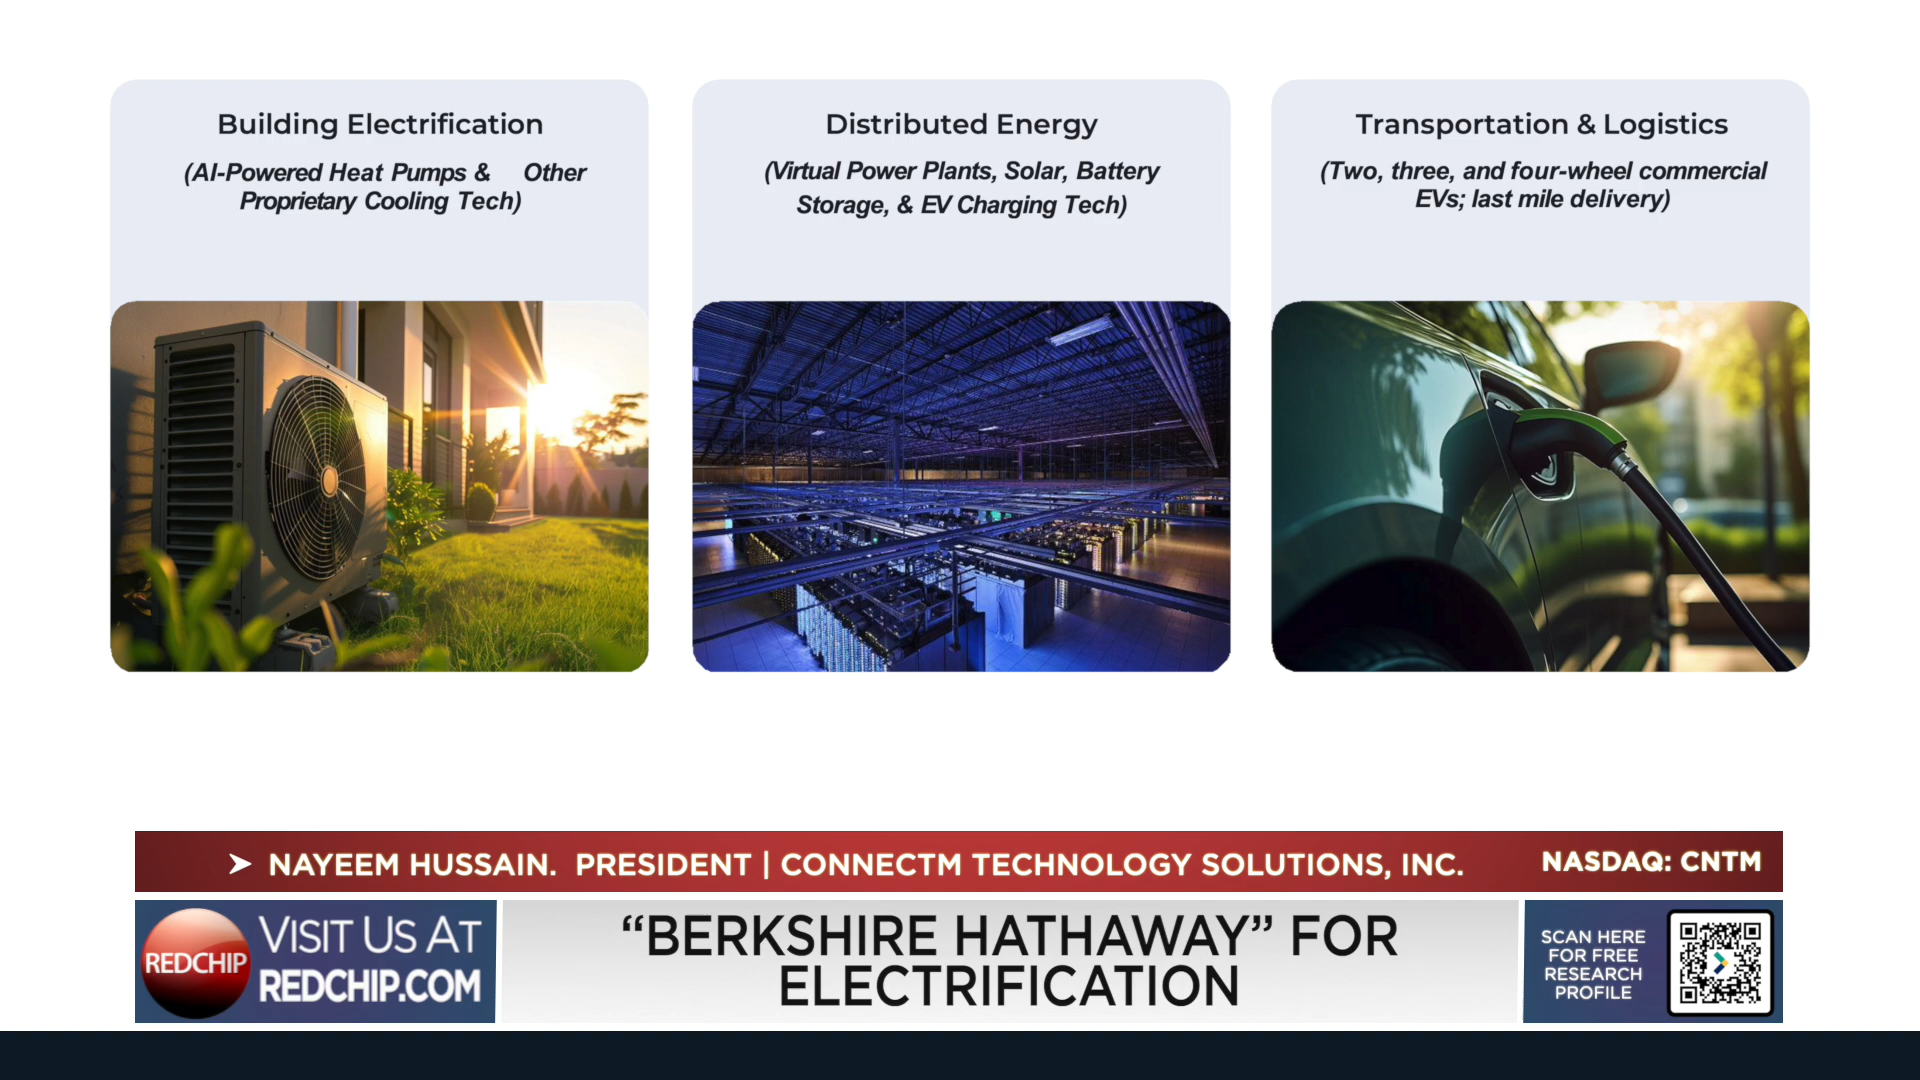 Building Electrification
(AI-Powered Heat Pumps & Other
Proprietary Cooling Tech)
Distributed Energy
(Virtual Power Plants, Solar, Battery
Storage, & EV Charging Tech)
Transportation & Logistics
(Two, three, and four-wheel commercial
EVs; last mile delivery)
NAYEEM HUSSAIN. PRESIDENT | CONNECTM TECHNOLOGY SOLUTIONS, INC.
NASDAQ: CNTM
REDCHIP
VISIT US AT
REDCHIP.COM
“BERKSHIRE HATHAWAY” FOR
ELECTRIFICATION
SCAN HERE
FOR FREE
RESEARCH
PROFILE